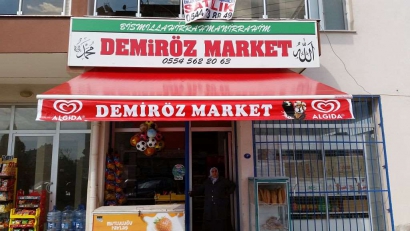 SATILIK
BİSMİLLAHİRRAHMANİRRAHİM
محمد
DEMİRÖZ MARKET
الله
0554 562 20 63
ALGIDA
DEMİRÖZ MARKET
ALGIDA